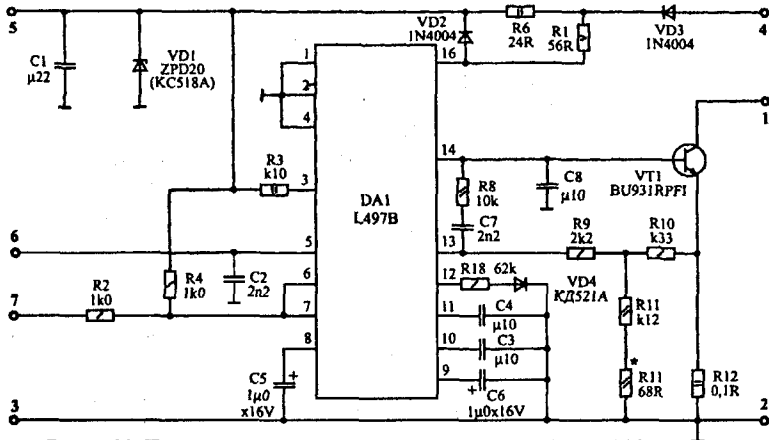 5
C1
µ22
VD1
ZPD20
(KC518A)
VD2
1N4004
R6
24R
R1
56R
VD3
1N4004
4
1
2
4
16
1
14
R3
k10
3
DA1
L497B
R8
10k
C8
µ10
VT1
BU931RPFI
C7
2n2
13
R9
2k2
R10
k33
6
5
R2
1k0
R4
1k0
C2
2n2
6
12
R18
62k
VD4
КД521А
7
7
11
C4
µ10
R11
k12
8
10
C3
µ10
C5
1µ0
x16V
+
9
+
C6
1µ0x16V
*
R11
68R
R12
0,1R
3
2